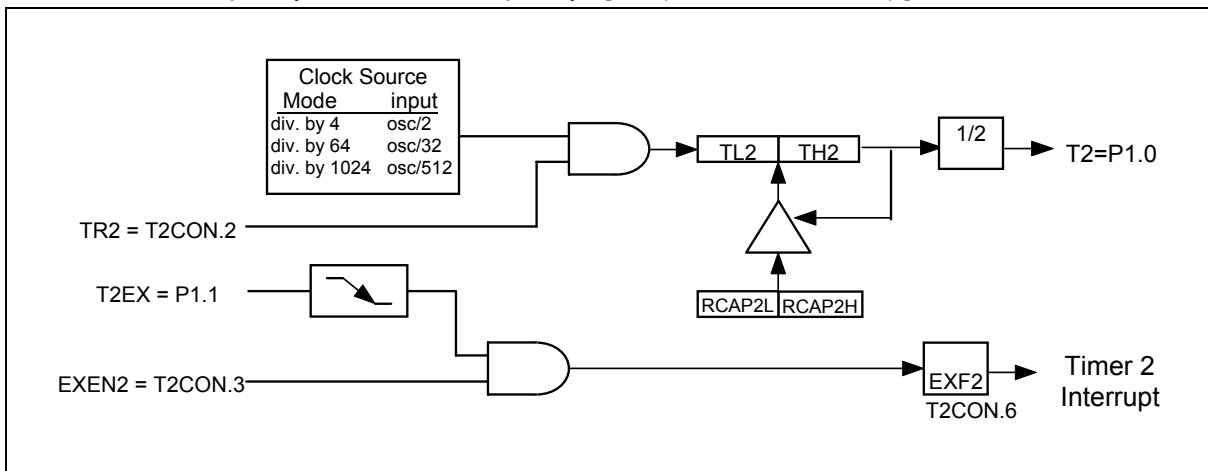 Clock Source
Mode input
div. by 4 osc/2
div. by 64 osc/32
div. by 1024 osc/512
TL2 TH2
1/2
T2=P1.0
TR2 = T2CON.2
T2EX = P1.1
RCAP2L RCAP2H
EXEN2 = T2CON.3
EXF2
T2CON.6
Timer 2
Interrupt